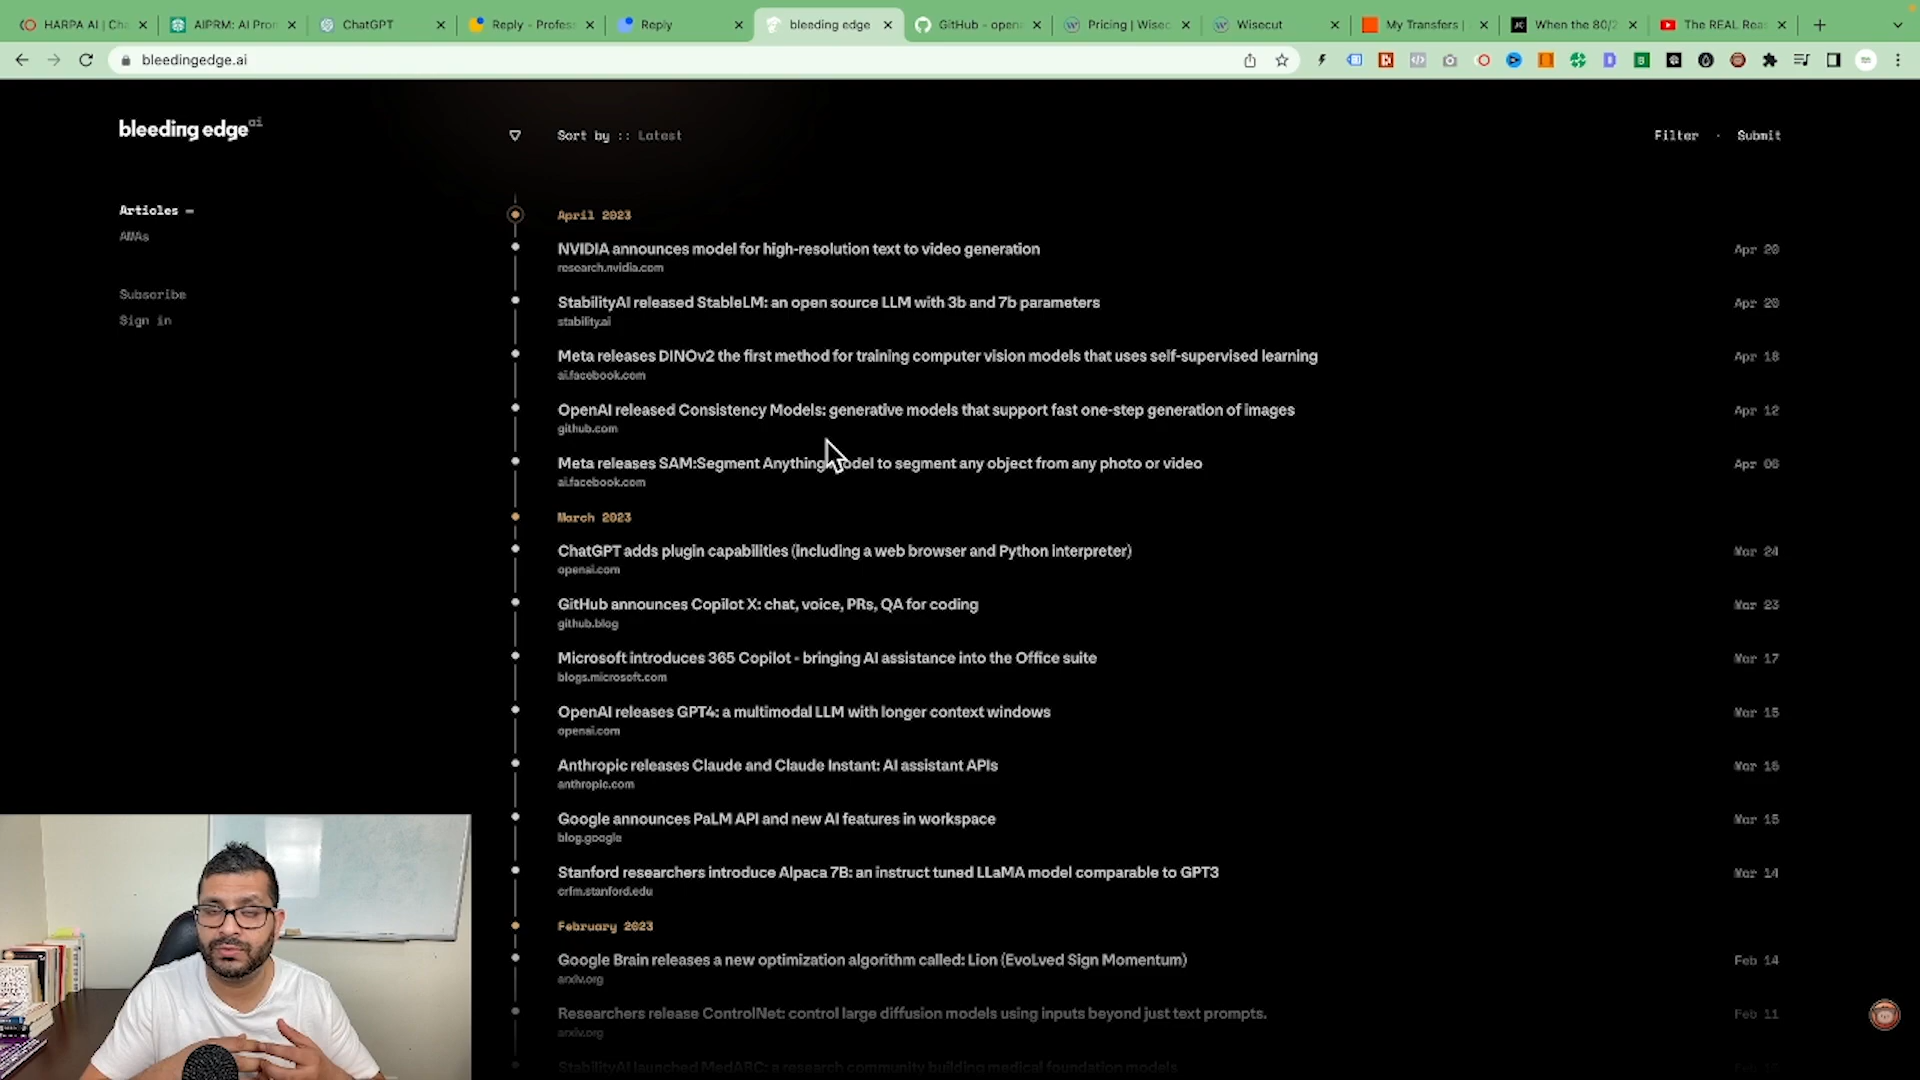 HARPA AI | Cha
AIPRM: AI Pron
ChatGPT
Reply - Profes
Reply
bleeding edge
GitHub - opena
Pricing | Wisec
Wisecut
My Transfers |
When the 80/2
The REAL Rea
bleedingedge.ai
bleeding edge ai
Sort by :: Latest
Filter · Submit
Articles —
AMAs
Subscribe
Sign in
April 2023
NVIDIA announces model for high-resolution text to video generation
Apr 20
research.nvidia.com
StabilityAI released StableLM: an open source LLM with 3b and 7b parameters
Apr 20
stability.ai
Meta releases DINOv2 the first method for training computer vision models that uses self-supervised learning
Apr 18
ai.facebook.com
OpenAI released Consistency Models: generative models that support fast one-step generation of images
Apr 12
github.com
Meta releases SAM:Segment Anything odel to segment any object from any photo or video
Apr 06
ai.facebook.com
March 2023
ChatGPT adds plugin capabilities (including a web browser and Python interpreter)
Mar 24
openai.com
GitHub announces Copilot X: chat, voice, PRs, QA for coding
Mar 23
github.blog
Microsoft introduces 365 Copilot - bringing AI assistance into the Office suite
Mar 17
blogs.microsoft.com
OpenAI releases GPT4: a multimodal LLM with longer context windows
Mar 15
openai.com
Anthropic releases Claude and Claude Instant: AI assistant APIs
Mar 15
anthropic.com
Google announces PaLM API and new AI features in workspace
Mar 15
blog.google
Stanford researchers introduce Alpaca 7B: an instruct tuned LLaMA model comparable to GPT3
Mar 14
crfm.stanford.edu
February 2023
Google Brain releases a new optimization algorithm called: Lion (EvoLved Sign Momentum)
Feb 14
arxiv.org
Researchers release ControlNet: control large diffusion models using inputs beyond just text prompts.
Feb 11
arxiv.org
StabilityAI launched MedARC: a research community building medical foundation models
Feb